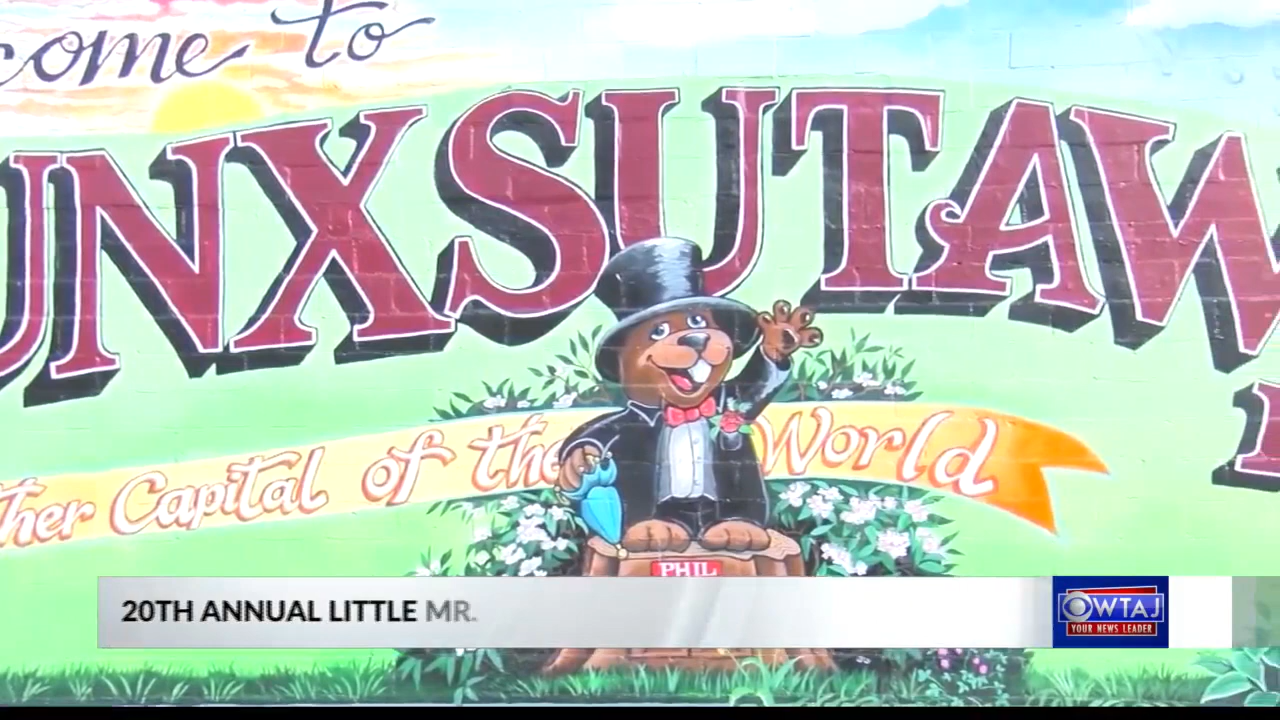 come to
UNXSUTAW
ther Capital of the World
PHIL
20TH ANNUAL LITTLE MR.
WTAJ
YOUR NEWS LEADER